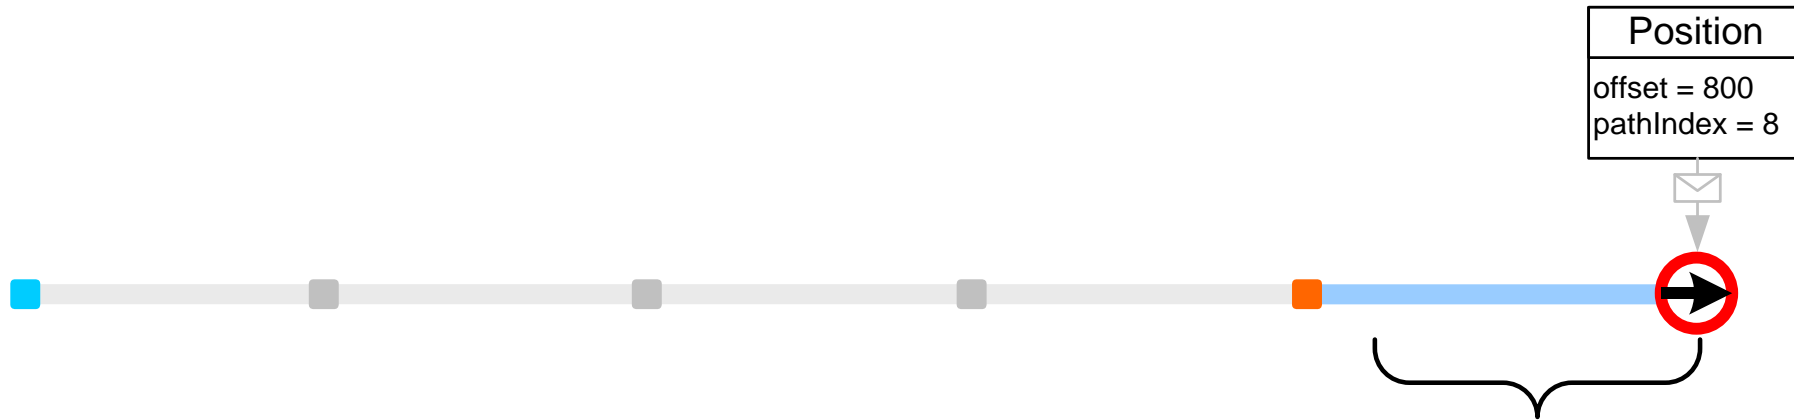 Position
offset = 800
pathIndex = 8